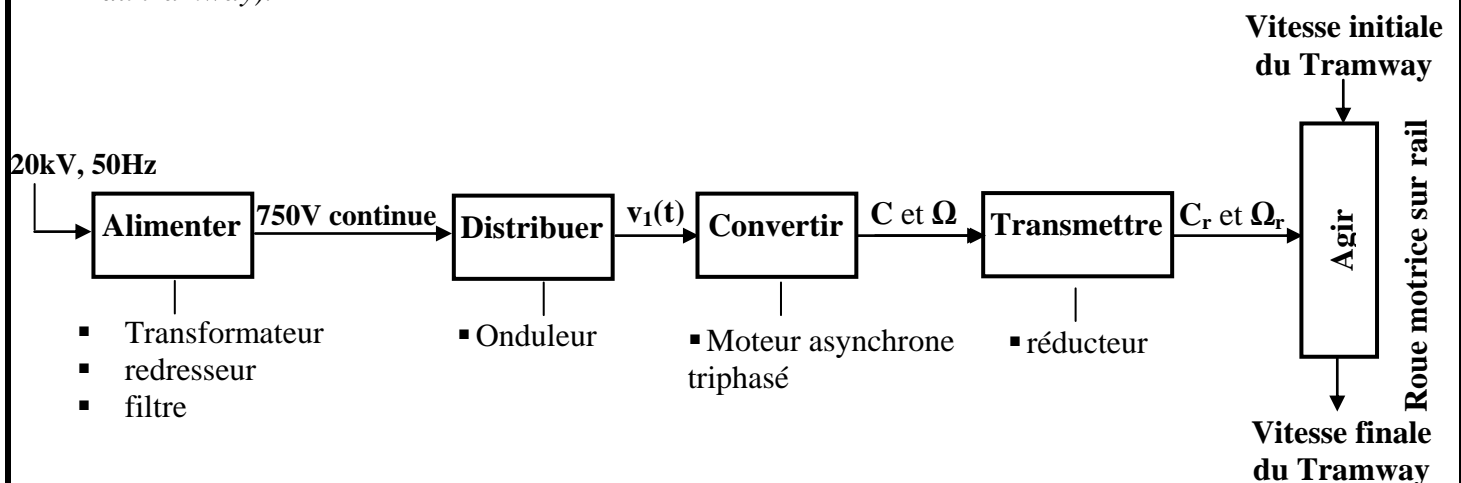 Vitesse initiale
du Tramway
20kV, 50Hz
Alimenter
750V continue
Distribuer
v₁(t)
Convertir
C et Ω
Transmettre
Cᵣ et Ωᵣ
Agir
Roue motrice sur rail
▪ Transformateur
▪ redresseur
▪ filtre
▪ Onduleur
▪ Moteur asynchrone
triphasé
▪ réducteur
Vitesse finale
du Tramway